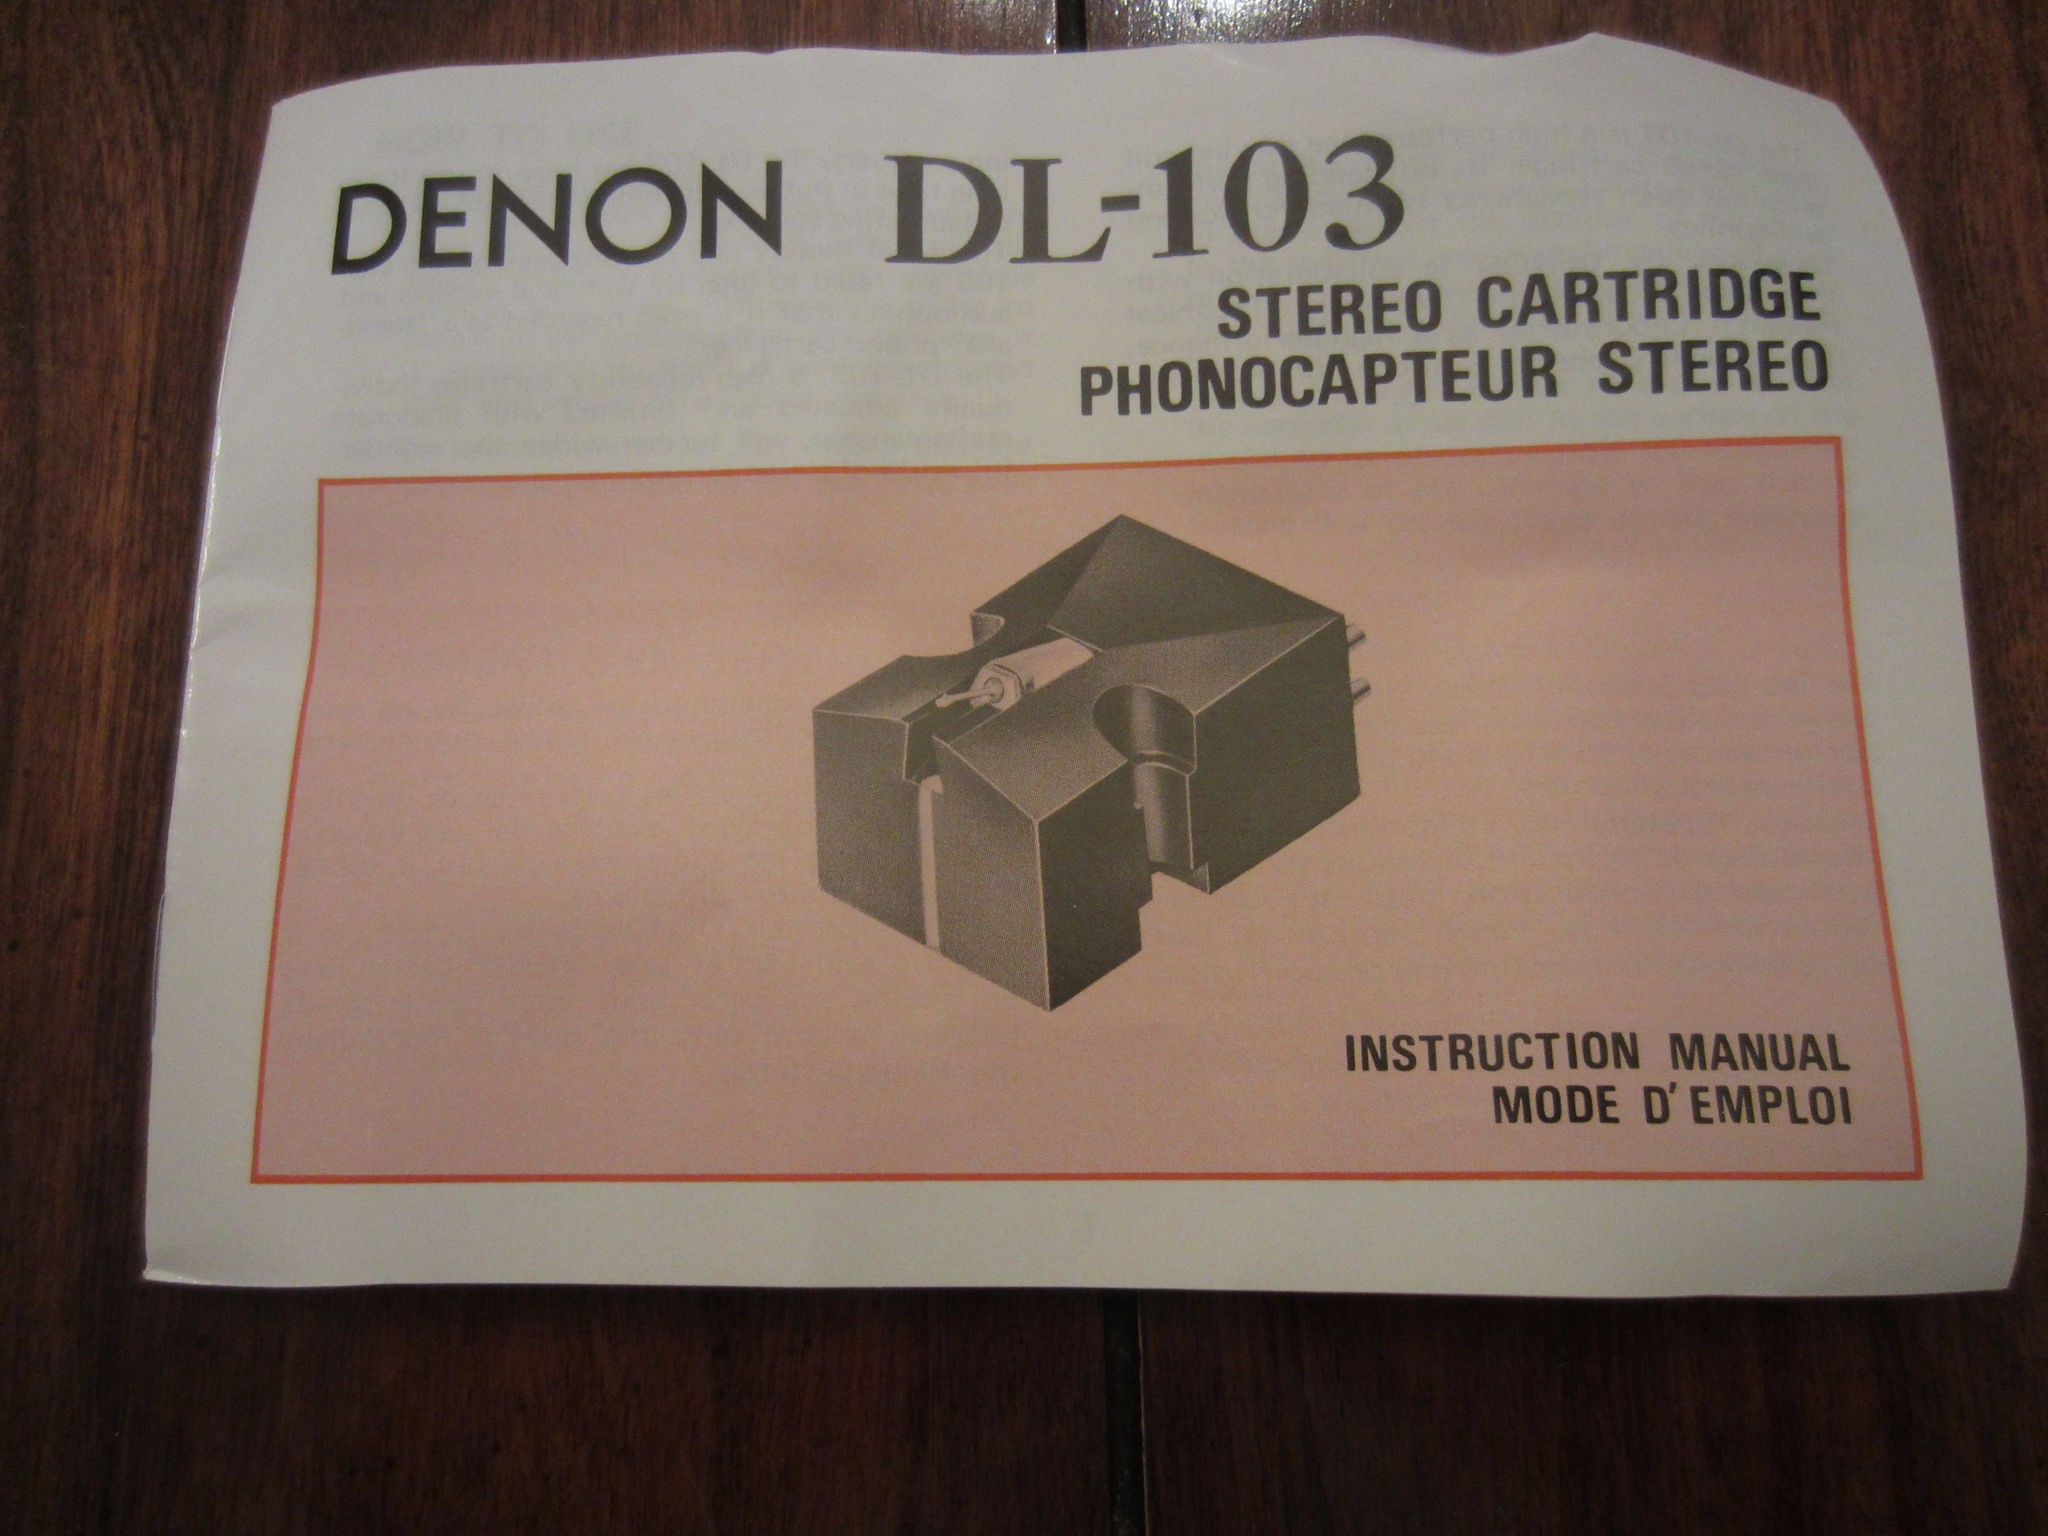 DENON DL-103
STEREO CARTRIDGE
PHONOCAPTEUR STEREO
INSTRUCTION MANUAL
MODE D'EMPLOI